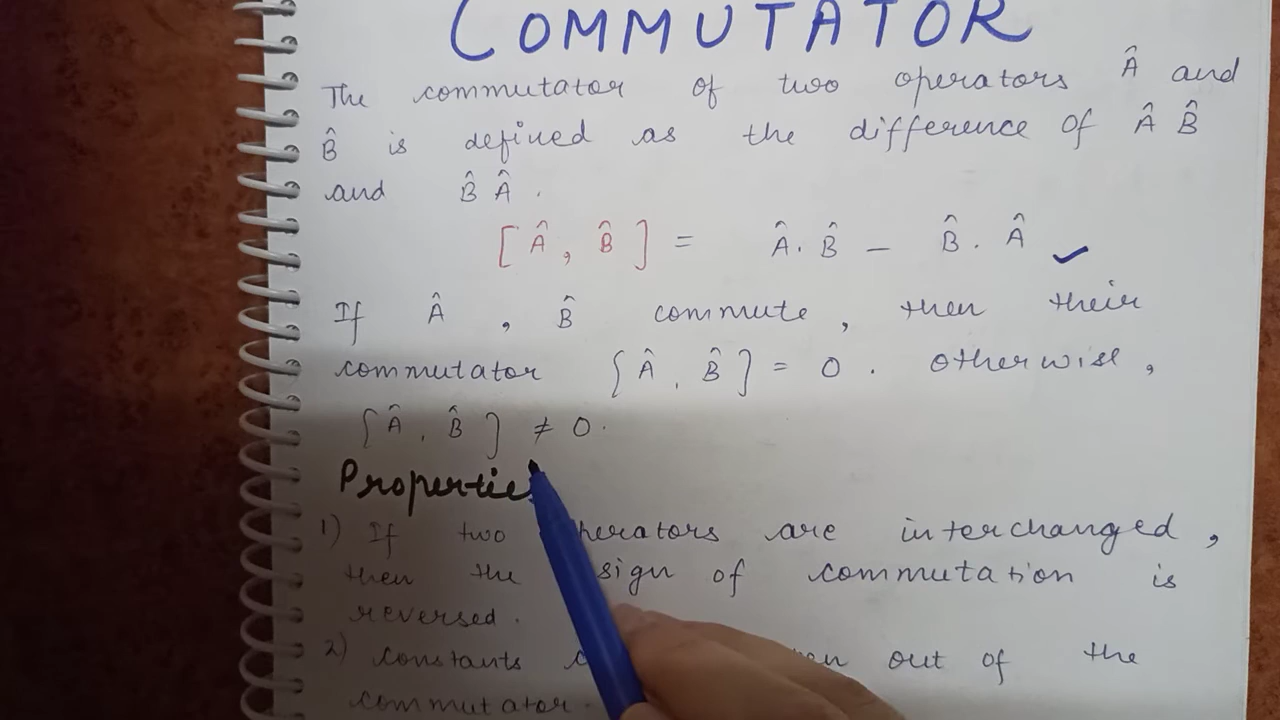 COMMUTATOR
The commutator of two operators Â and
B̂ is defined as the difference of Â B̂
and B̂ Â .
[ Â , B̂ ] = Â . B̂ - B̂ . Â ✓
If Â , B̂ commute , then their
commutator [ Â , B̂ ] = 0 . otherwise ,
[ Â , B̂ ] ≠ 0 .
1) If two are interchanged ,
then the sign of commutation is
reversed .
2) constants out of the
commutator .